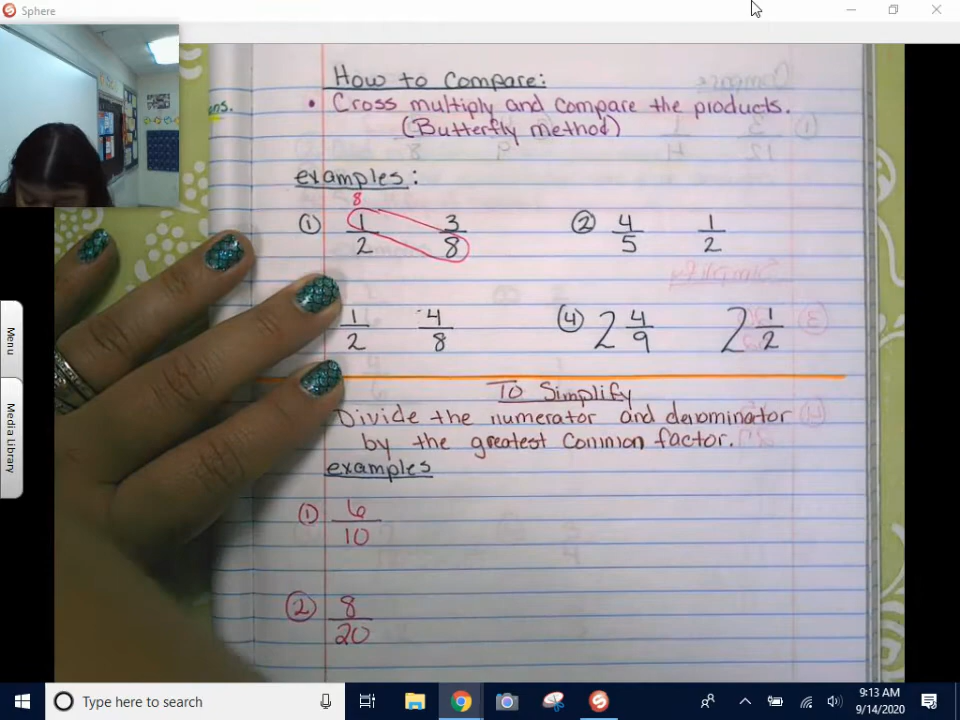 Sphere
ns.
How to Compare:
• Cross multiply and compare the products.
(Butterfly method)
examples:
8
① 1/2 3/8 ② 4/5 1/2
1/2 4/8 ④ 2 4/9 2 1/2
To Simplify
Divide the numerator and denominator
by the greatest common factor.
examples
① 6/10
② 8/20
Menu
Media Library
Type here to search
9:13 AM
9/14/2020